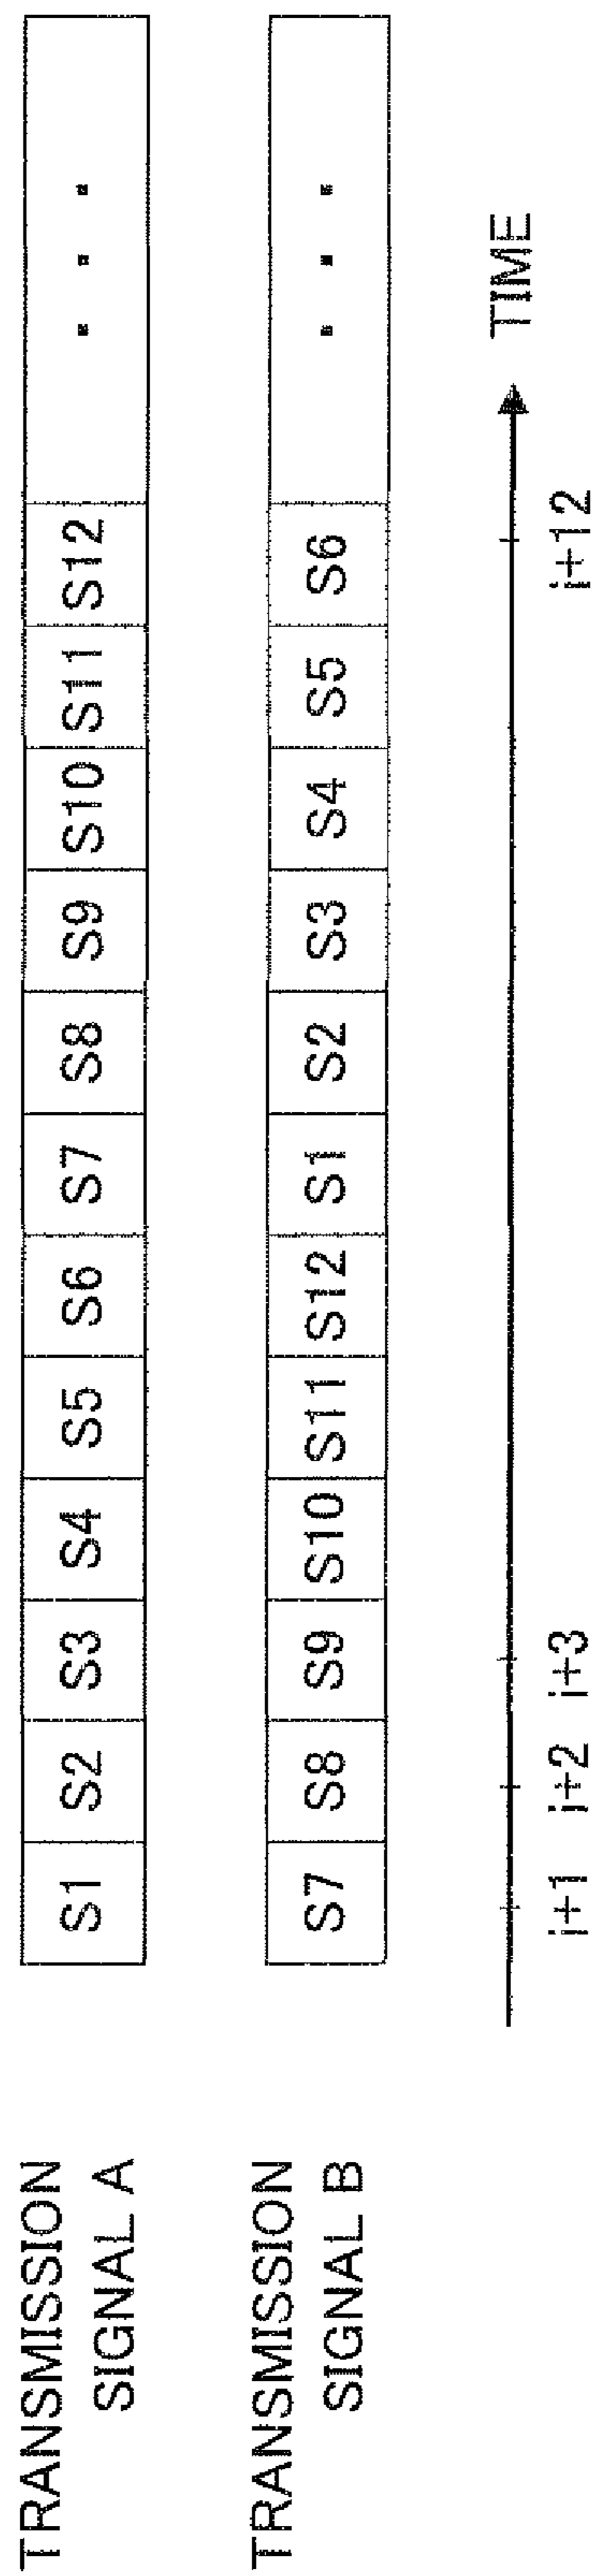 TRANSMISSION
SIGNAL A
S1 S2 S3 S4 S5 S6 S7 S8 S9 S10 S11 S12 . . .
TRANSMISSION
SIGNAL B
S7 S8 S9 S10 S11 S12 S1 S2 S3 S4 S5 S6 . . .
TIME
i+1 i+2 i+3 i+12